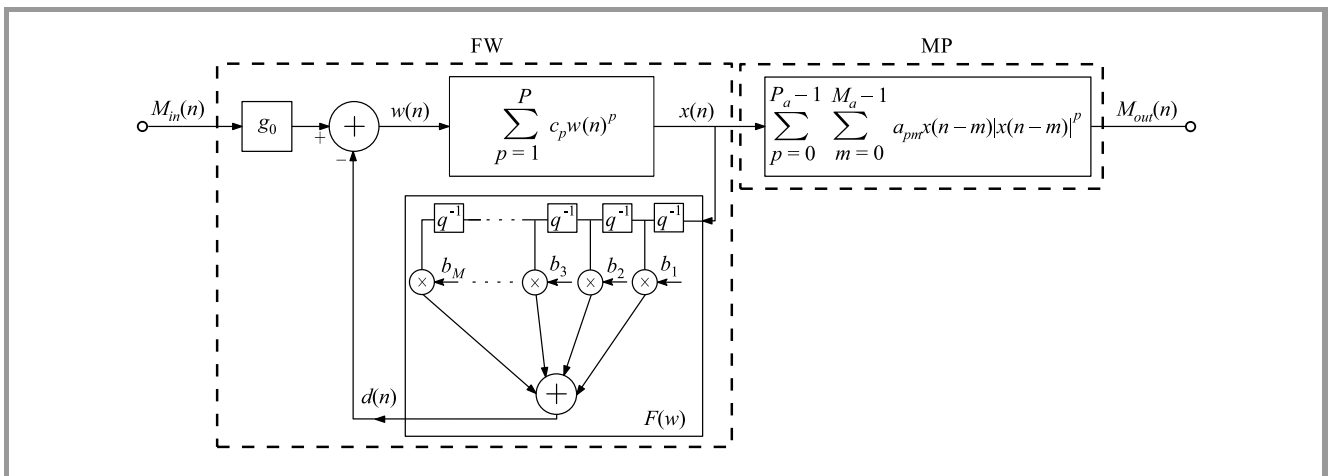 FW
MP
M_in(n)
g_0
+
+
−
w(n)
P
∑ c_p w(n)^p
p = 1
x(n)
P_a − 1 M_a − 1
∑ ∑ a_pm x(n−m)|x(n−m)|^p
p = 0 m = 0
M_out(n)
q^-1 . . . . q^-1 q^-1 q^-1
b_M . . . . . b_3 b_2 b_1
× × × ×
+
d(n)
F(w)